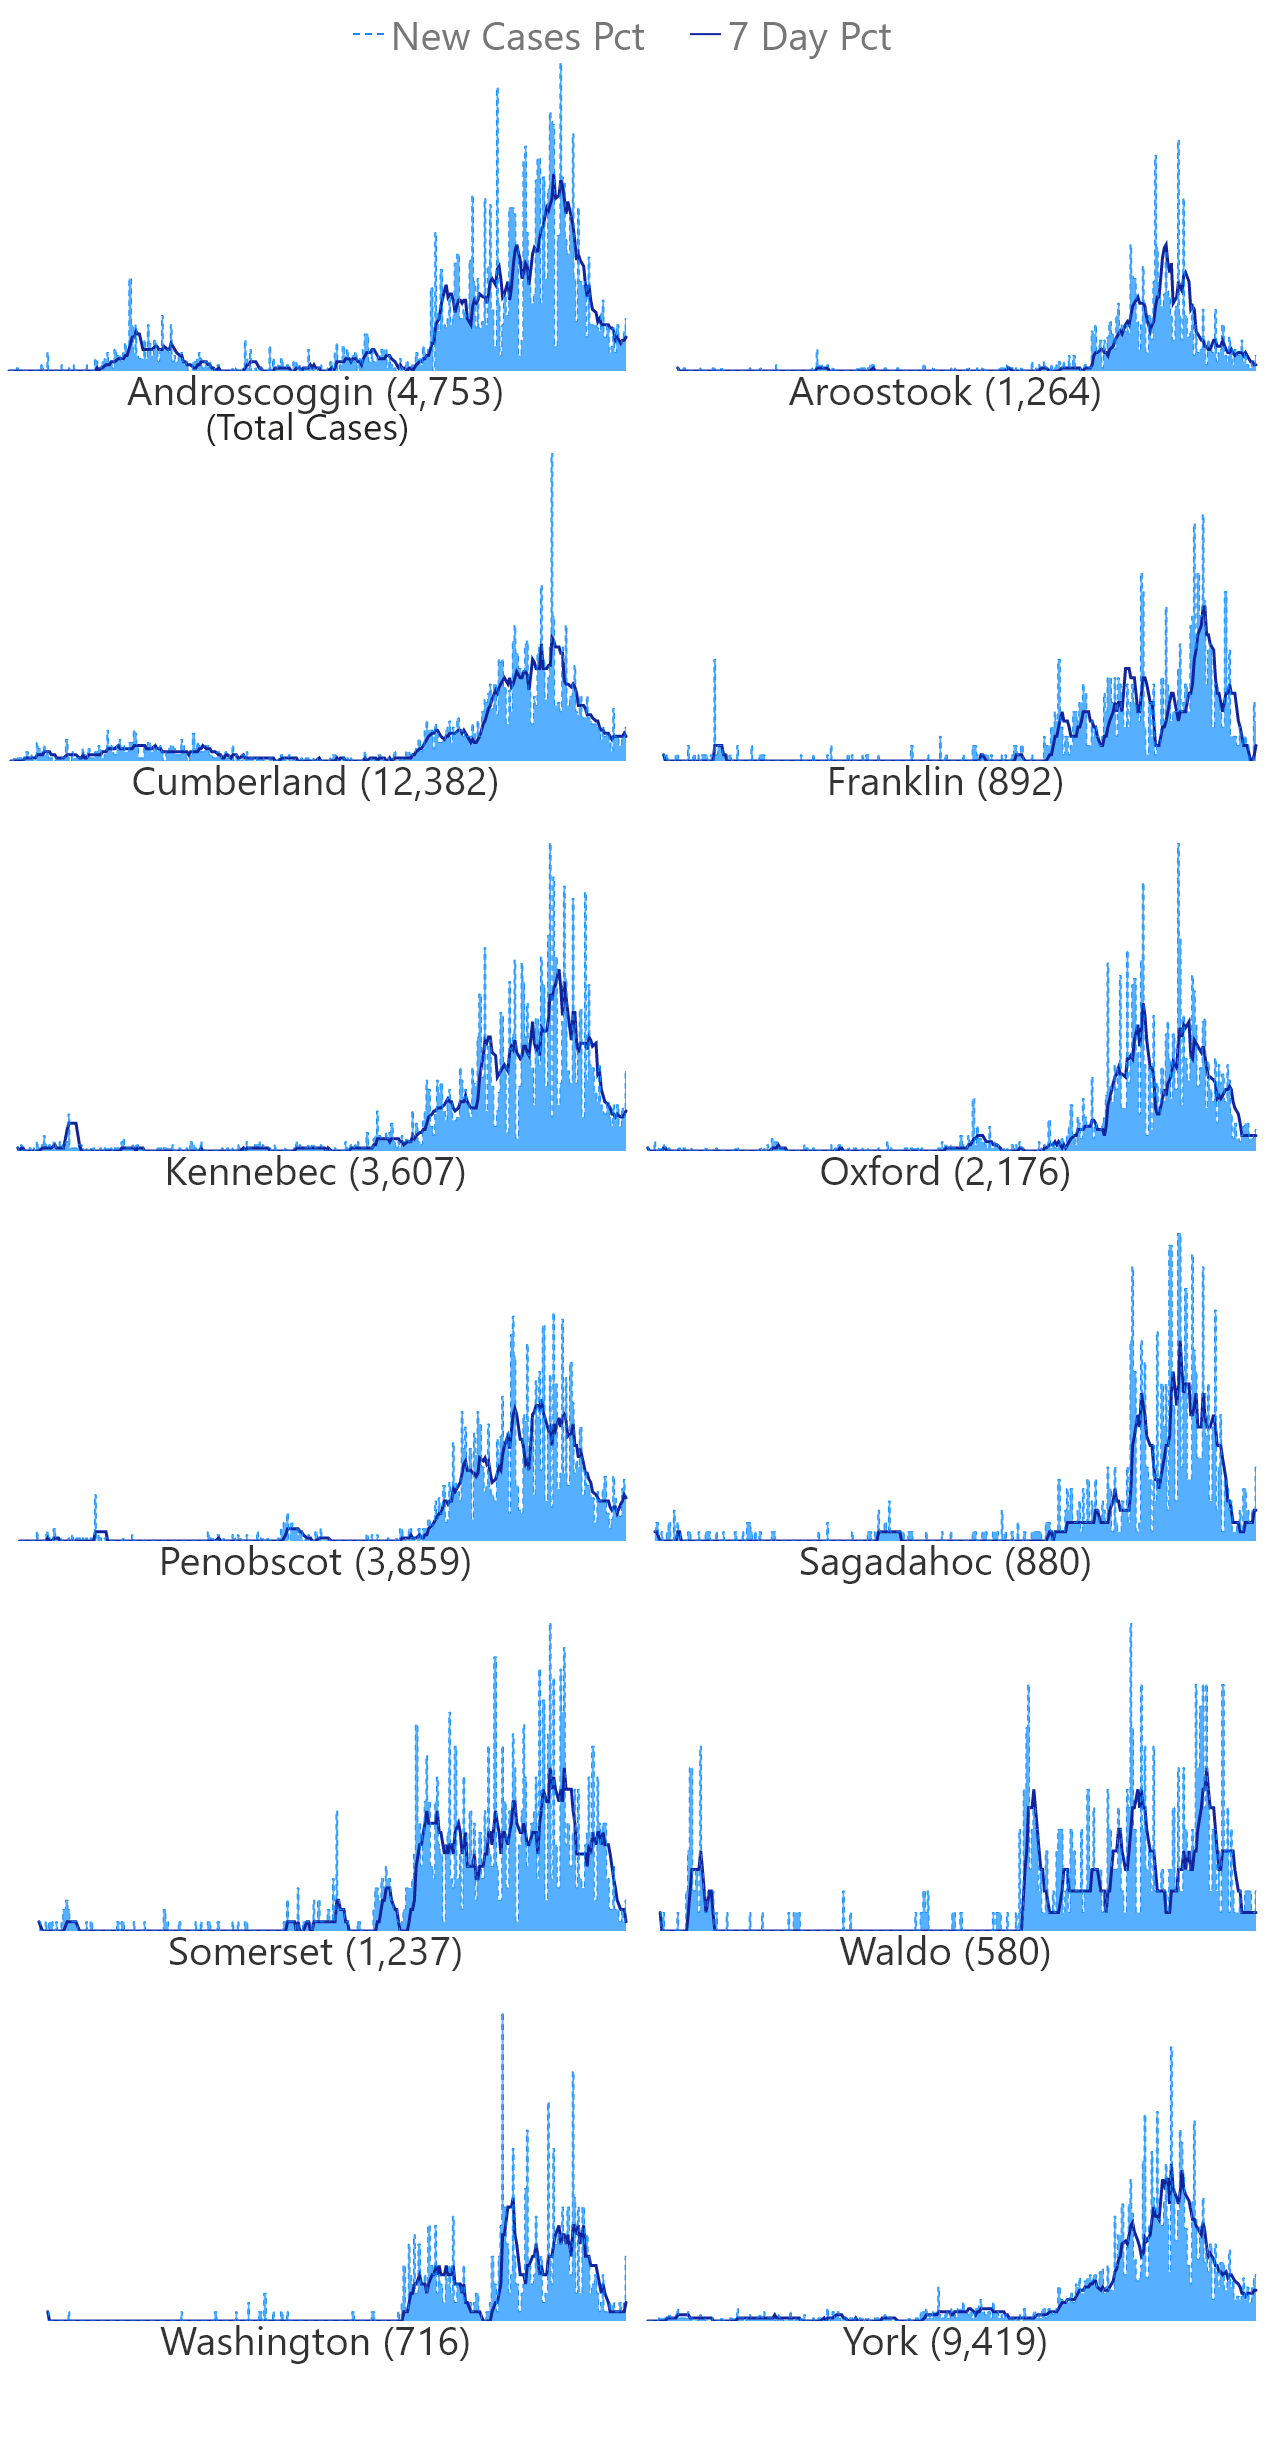 New Cases Pct 7 Day Pct
Androscoggin (4,753) Aroostook (1,264)
(Total Cases)
Cumberland (12,382) Franklin (892)
Kennebec (3,607) Oxford (2,176)
Penobscot (3,859) Sagadahoc (880)
Somerset (1,237) Waldo (580)
Washington (716) York (9,419)